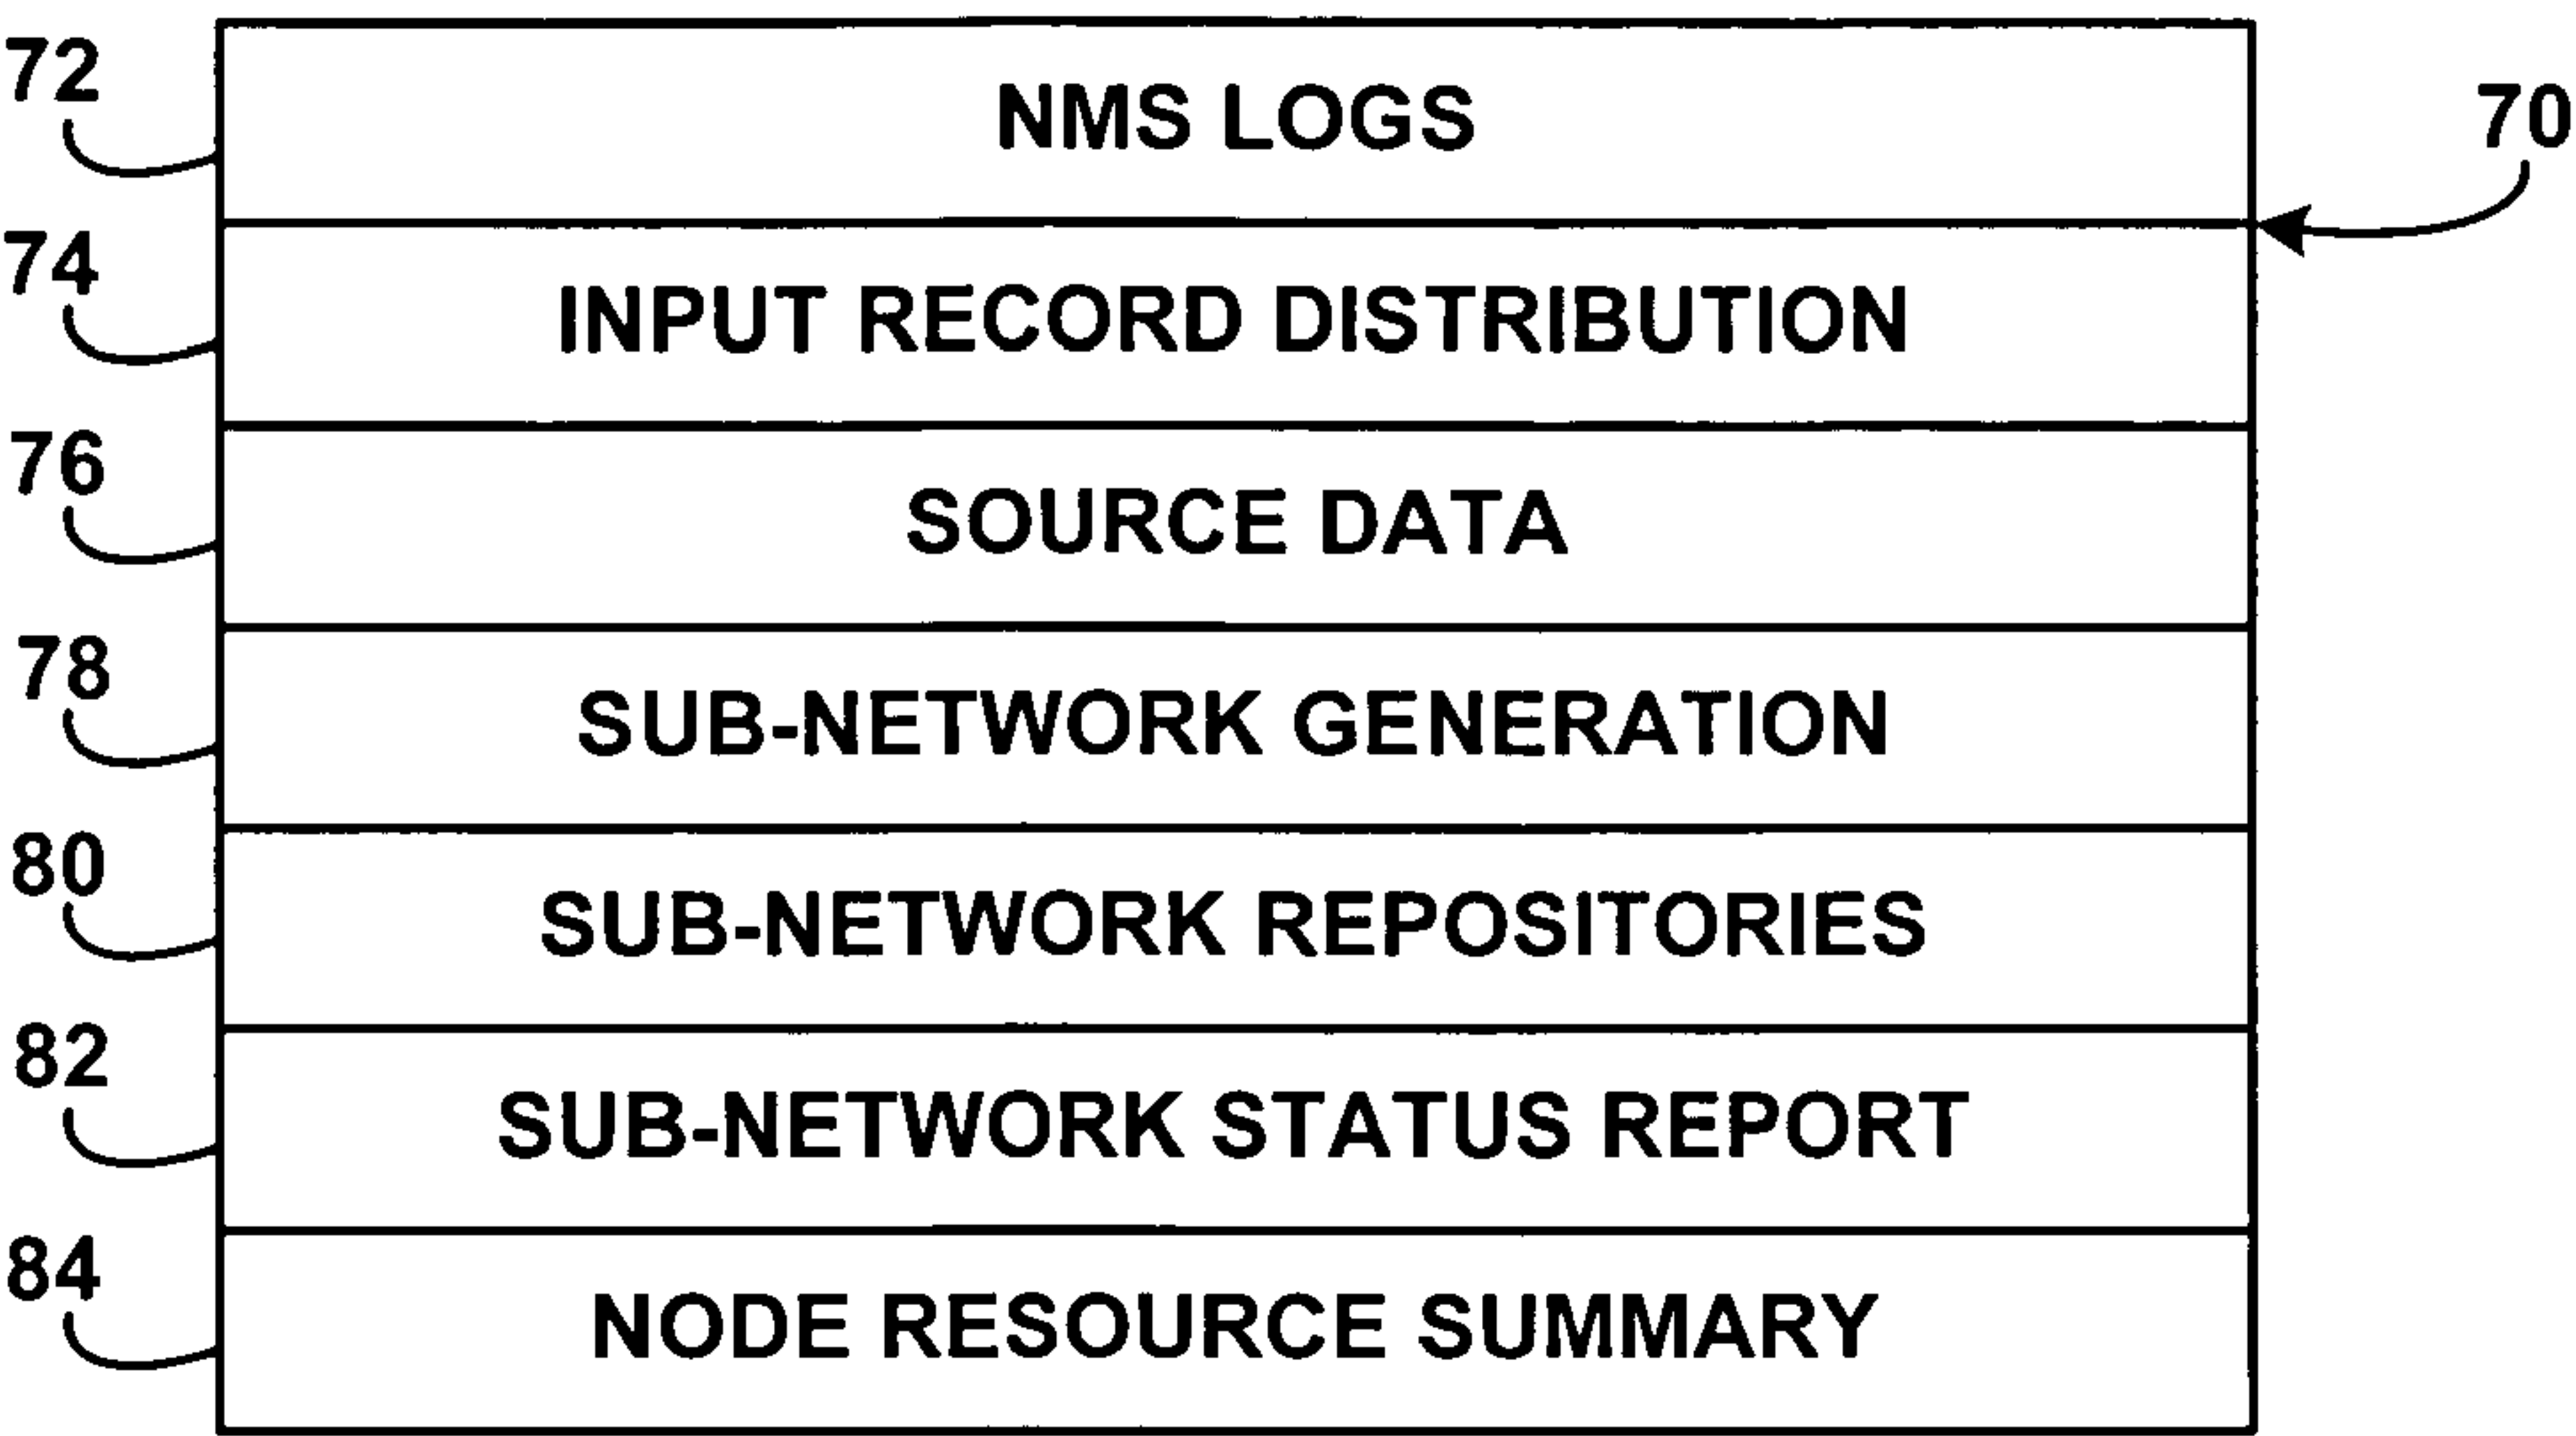 72
NMS LOGS
70
74
INPUT RECORD DISTRIBUTION
76
SOURCE DATA
78
SUB-NETWORK GENERATION
80
SUB-NETWORK REPOSITORIES
82
SUB-NETWORK STATUS REPORT
84
NODE RESOURCE SUMMARY